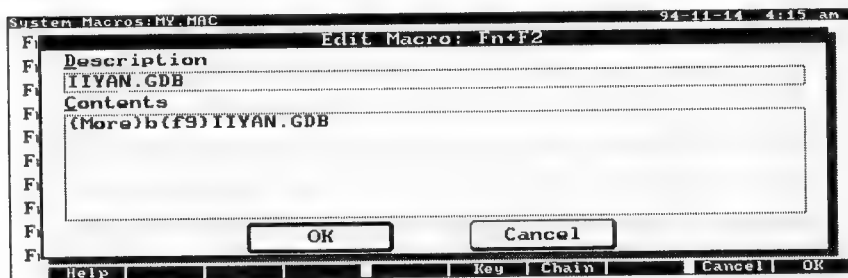 System Macros:MY.MAC 94-11-14 4:15 am
Edit Macro: Fn+F2
Description
IIYAN.GDB
Contents
{More}b{f9}IIYAN.GDB
OK Cancel
Help Key Chain Cancel OK